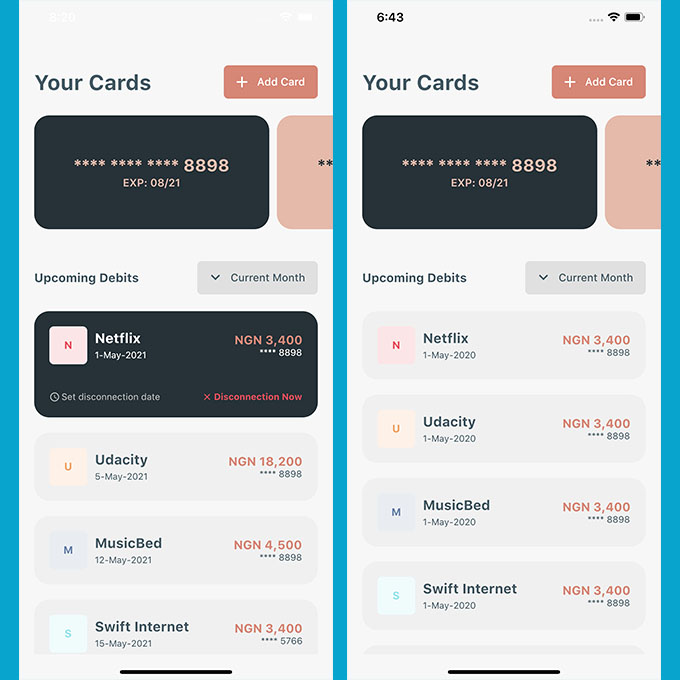 8:20
Your Cards
+ Add Card
**** **** **** 8898
EXP: 08/21
**
Upcoming Debits
Current Month
N
Netflix
NGN 3,400
1-May-2021
**** 8898
Set disconnection date
× Disconnection Now
U
Udacity
NGN 18,200
5-May-2021
**** 8898
M
MusicBed
NGN 4,500
12-May-2021
**** 8898
S
Swift Internet
NGN 3,400
15-May-2021
**** 5766
6:43
Your Cards
+ Add Card
**** **** **** 8898
EXP: 08/21
**
Upcoming Debits
Current Month
N
Netflix
NGN 3,400
1-May-2020
**** 8898
U
Udacity
NGN 3,400
1-May-2020
**** 8898
M
MusicBed
NGN 3,400
1-May-2020
**** 8898
S
Swift Internet
NGN 3,400
1-May-2020
**** 8898